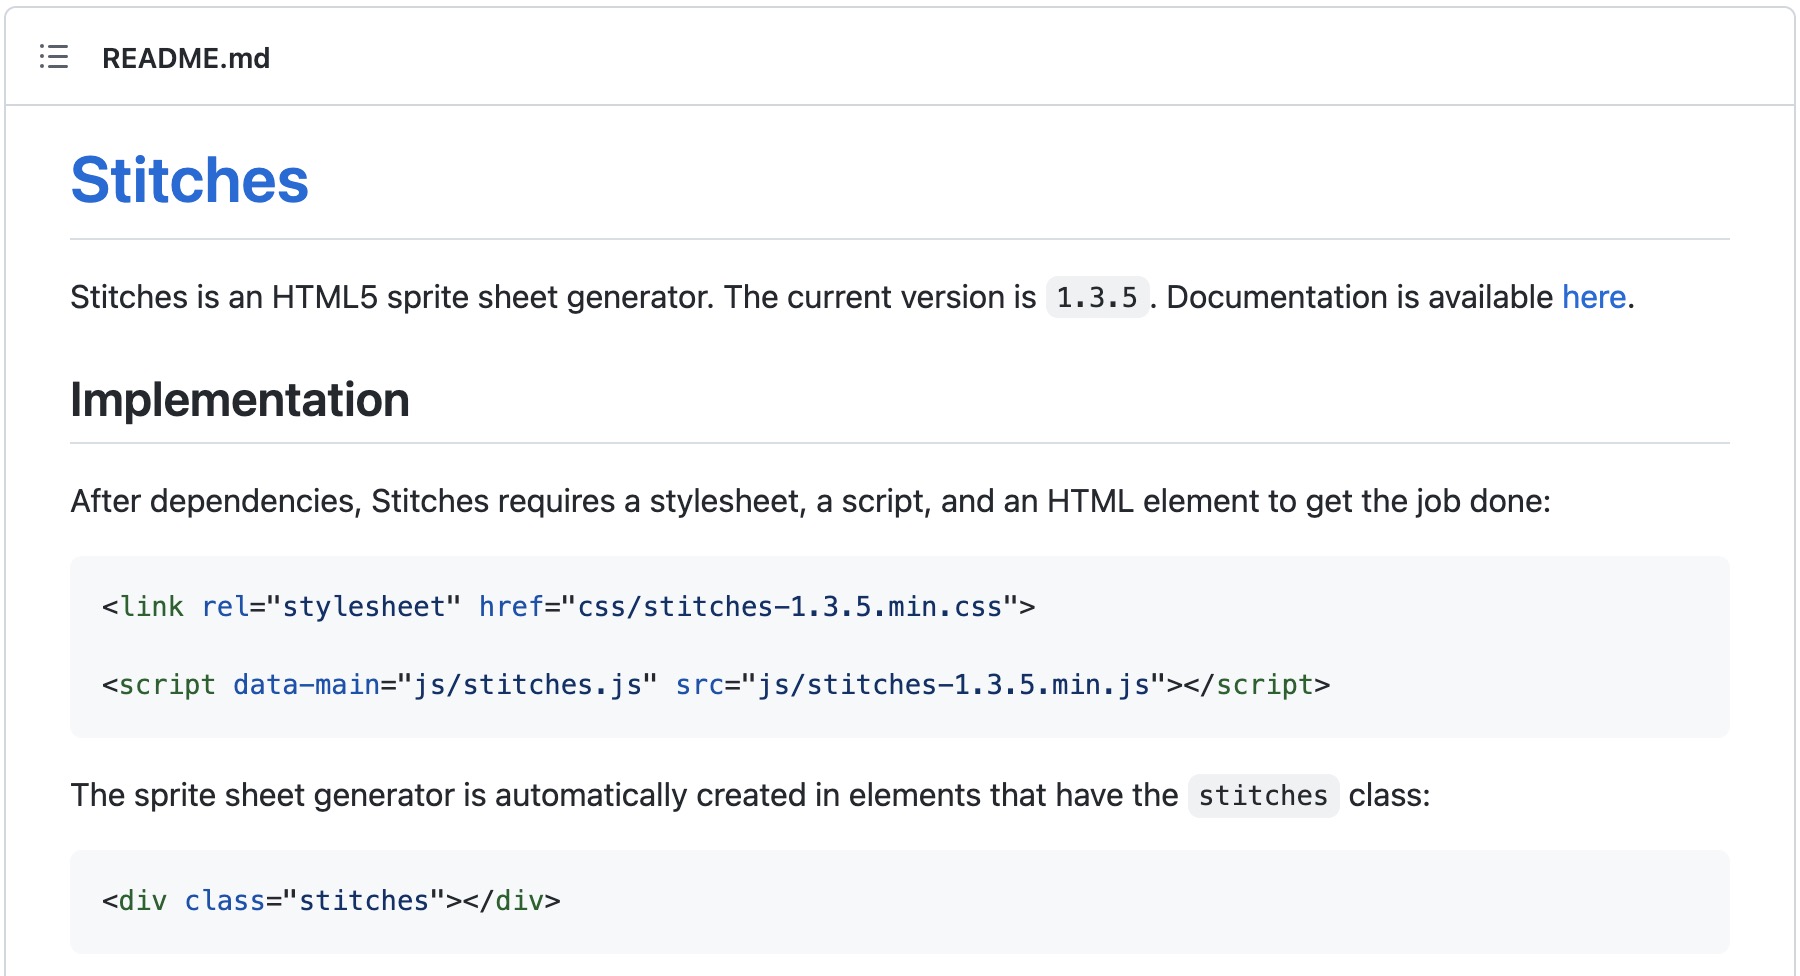 README.md
Stitches
Stitches is an HTML5 sprite sheet generator. The current version is 1.3.5. Documentation is available here.
Implementation
After dependencies, Stitches requires a stylesheet, a script, and an HTML element to get the job done:
<link rel="stylesheet" href="css/stitches-1.3.5.min.css">
<script data-main="js/stitches.js" src="js/stitches-1.3.5.min.js"></script>
The sprite sheet generator is automatically created in elements that have the stitches class:
<div class="stitches"></div>